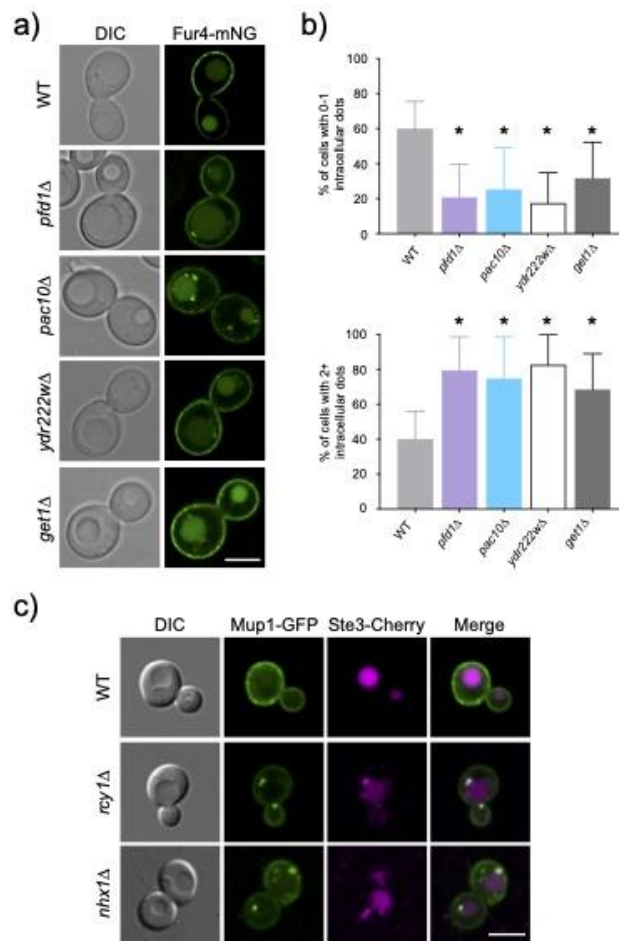 a)
DIC Fur4-mNG
WT
pfd1Δ
pac10Δ
ydr222wΔ
get1Δ
b)
% of cells with 0-1
intracellular dots
100
80
60
40
20
0
* * * *
WT pfd1Δ pac10Δ ydr222wΔ get1Δ
% of cells with 2+
intracellular dots
100
80
60
40
20
0
* * * *
WT pfd1Δ pac10Δ ydr222wΔ get1Δ
c)
DIC Mup1-GFP Ste3-Cherry Merge
WT
rcy1Δ
nhx1Δ